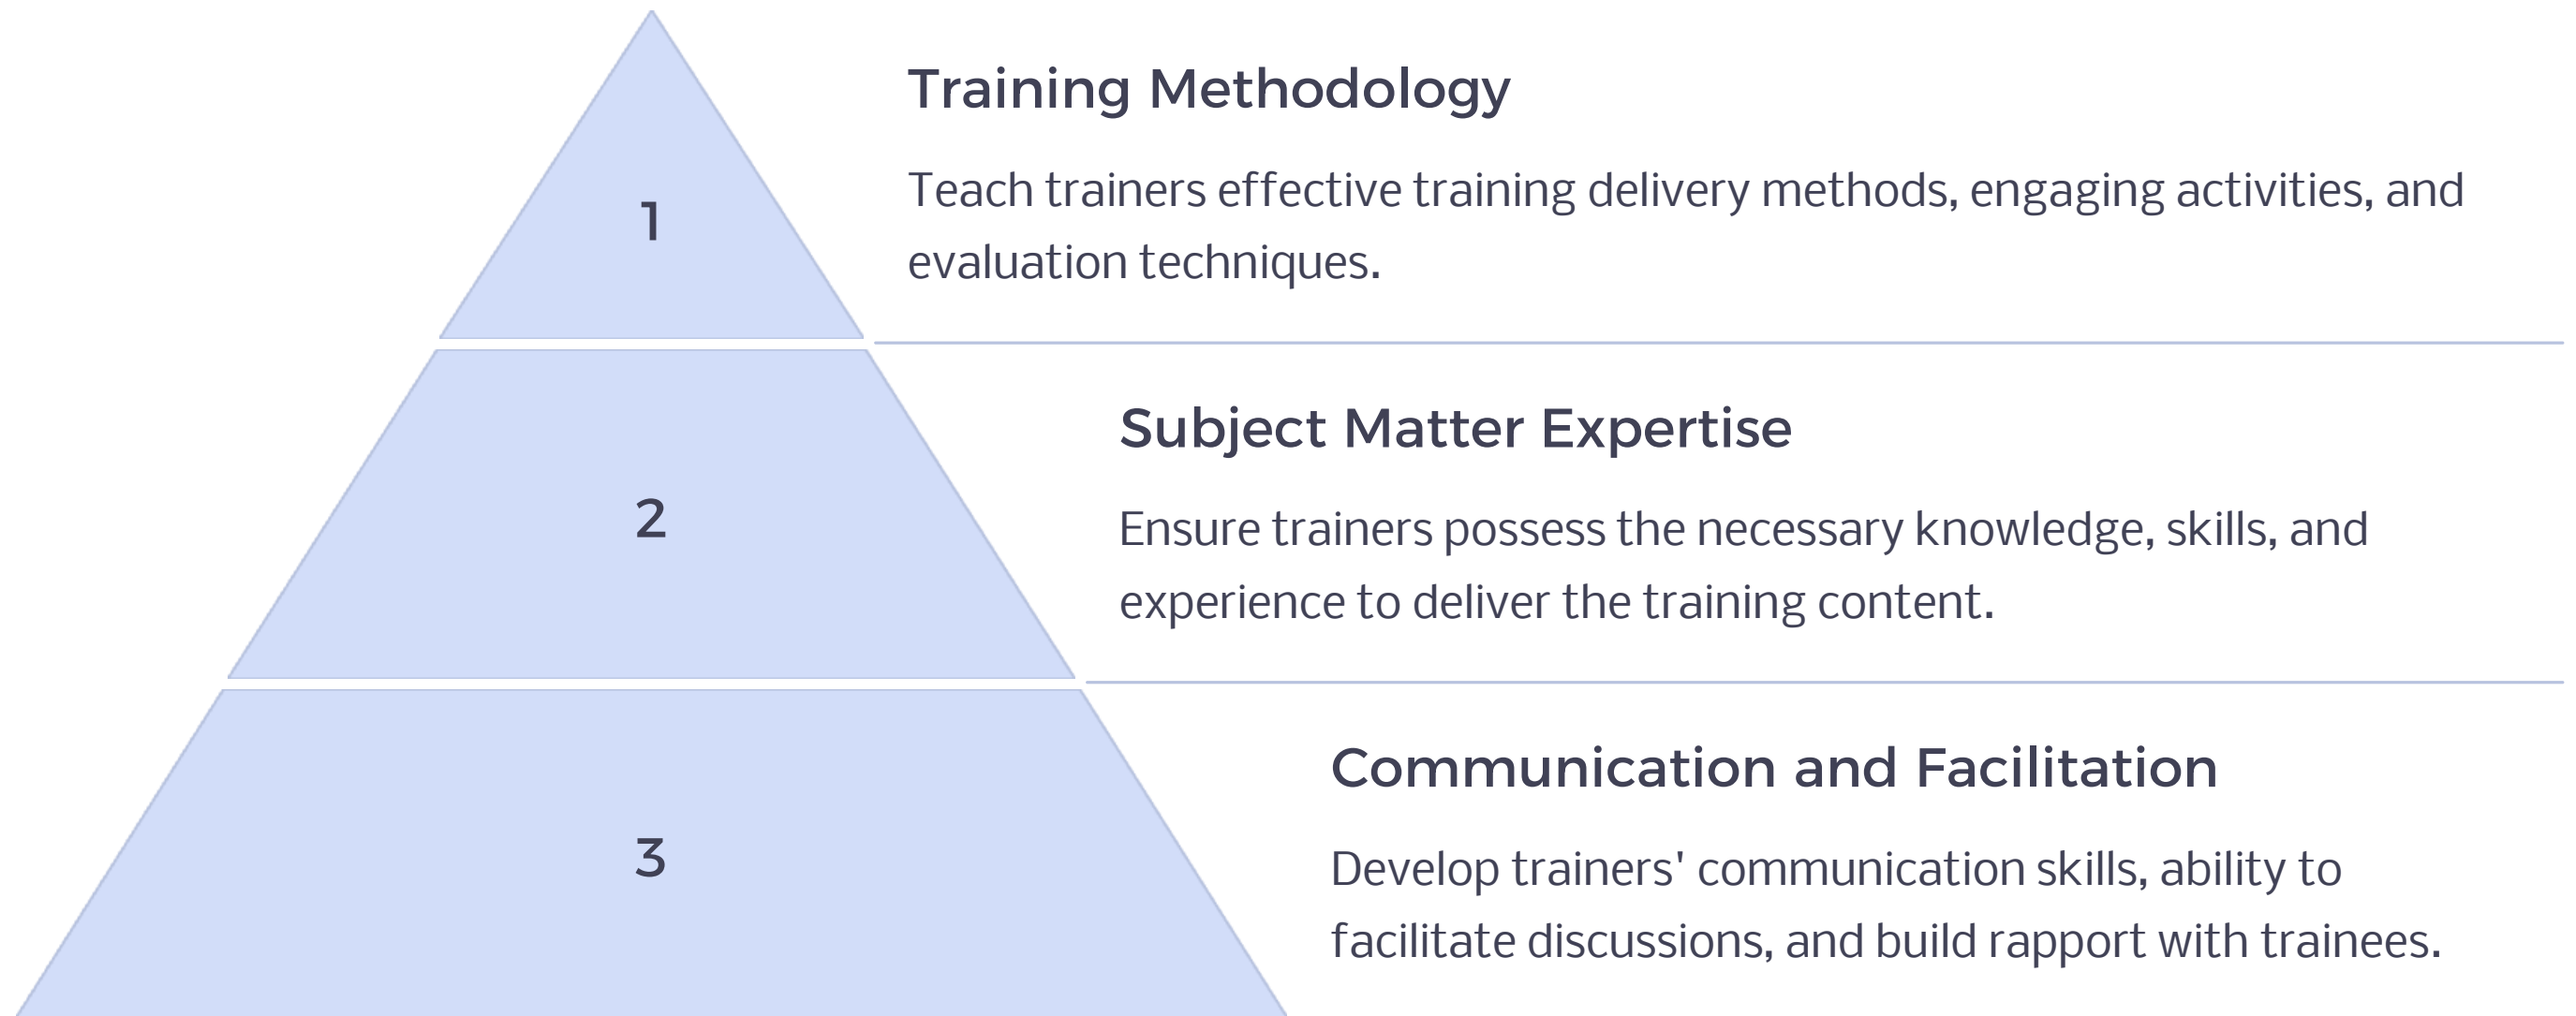 1
Training Methodology
Teach trainers effective training delivery methods, engaging activities, and
evaluation techniques.
2
Subject Matter Expertise
Ensure trainers possess the necessary knowledge, skills, and
experience to deliver the training content.
3
Communication and Facilitation
Develop trainers' communication skills, ability to
facilitate discussions, and build rapport with trainees.